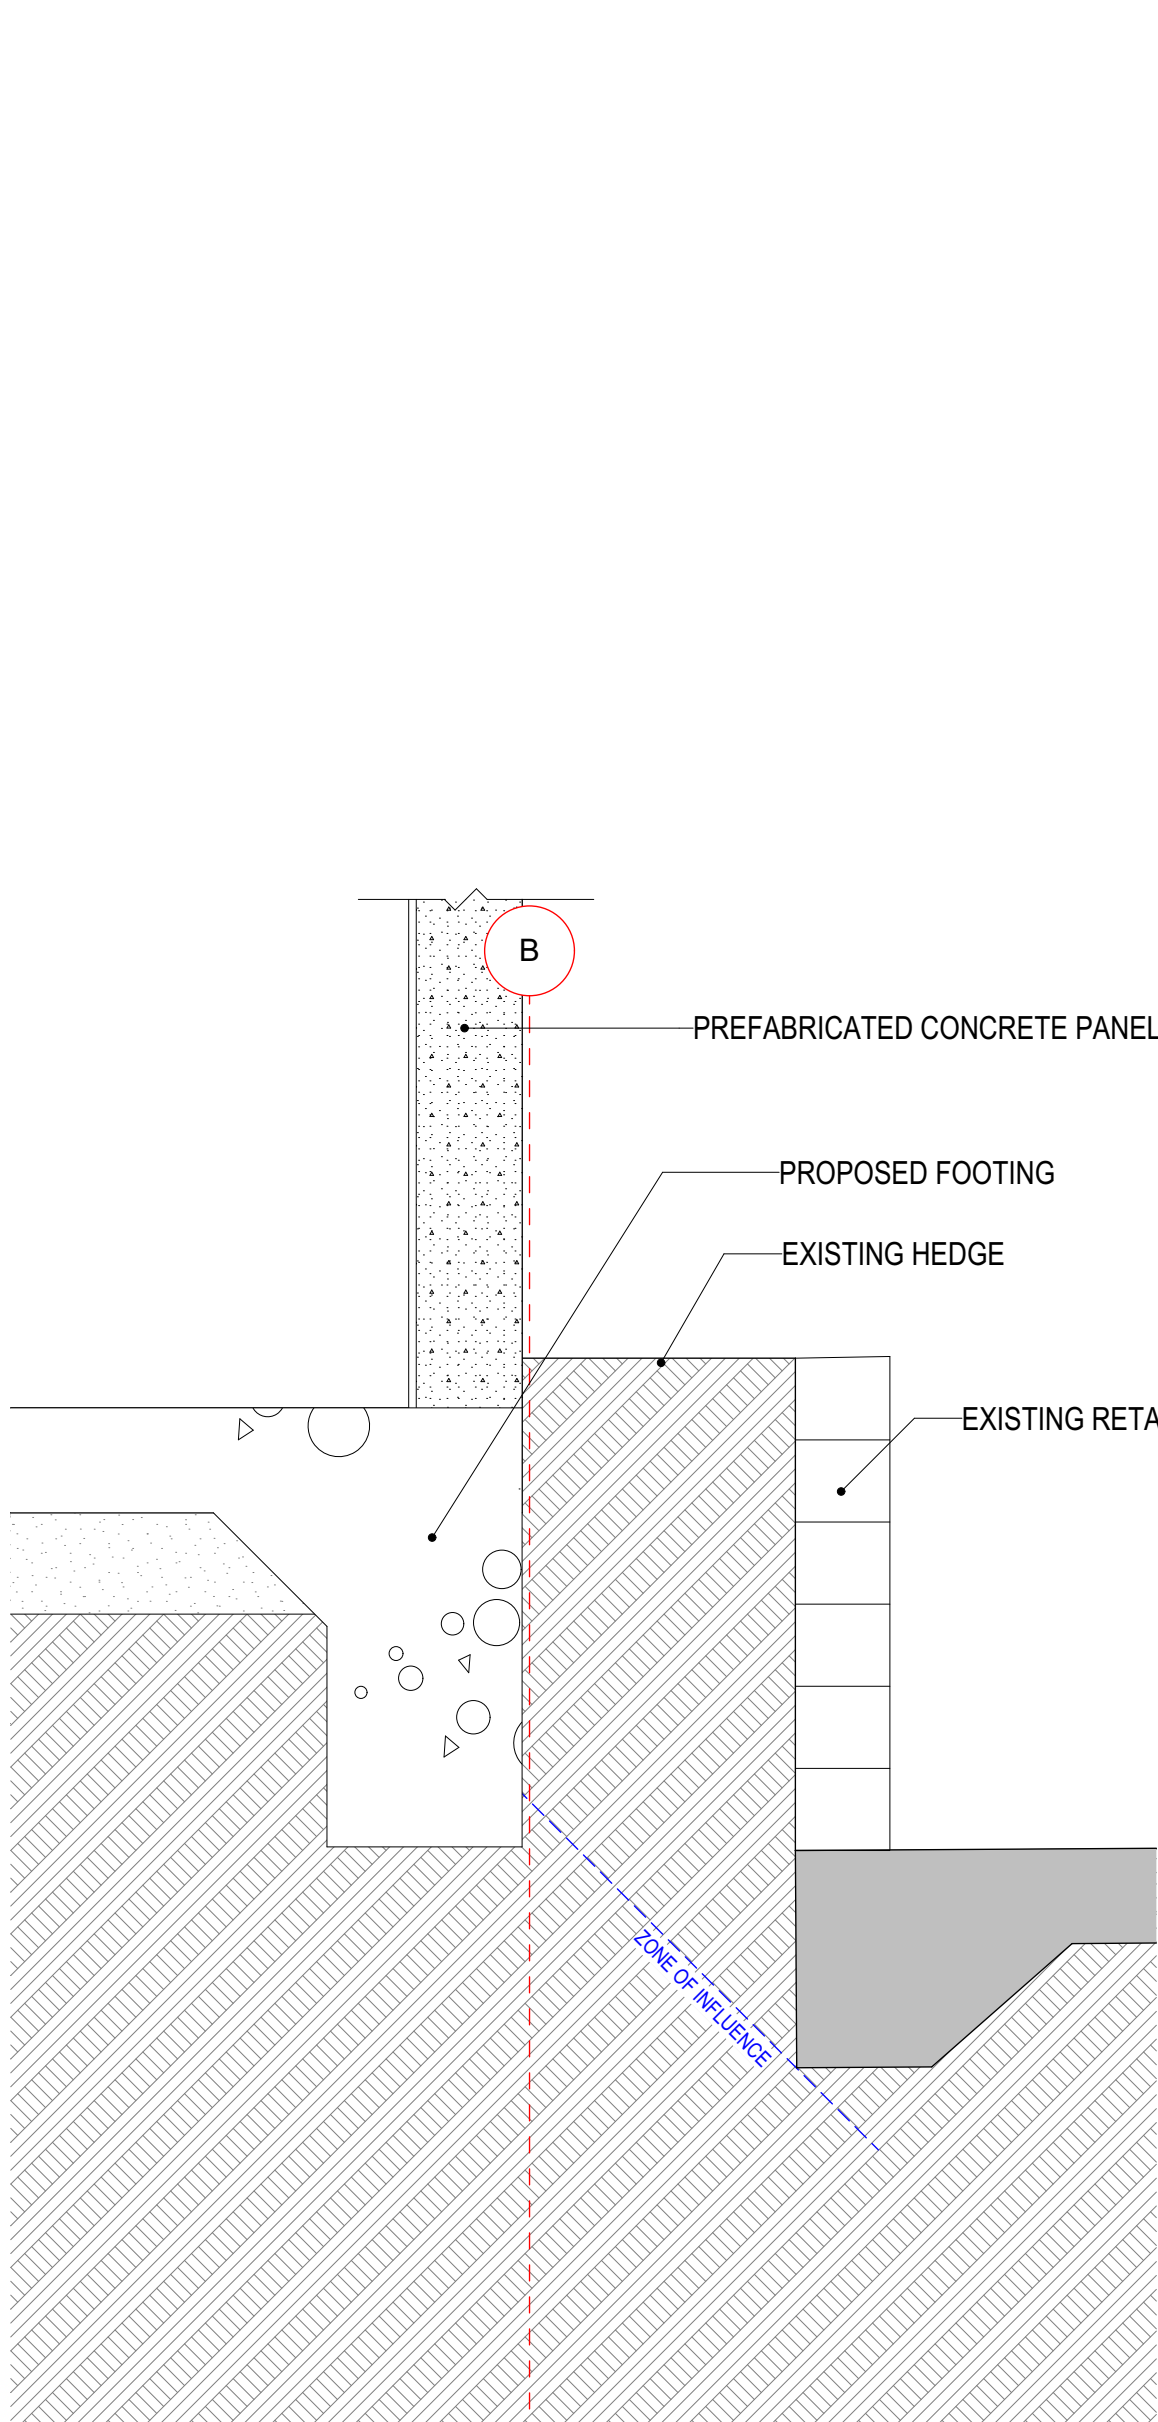 B
PREFABRICATED CONCRETE PANEL
PROPOSED FOOTING
EXISTING HEDGE
EXISTING RETA
ZONE OF INFLUENCE